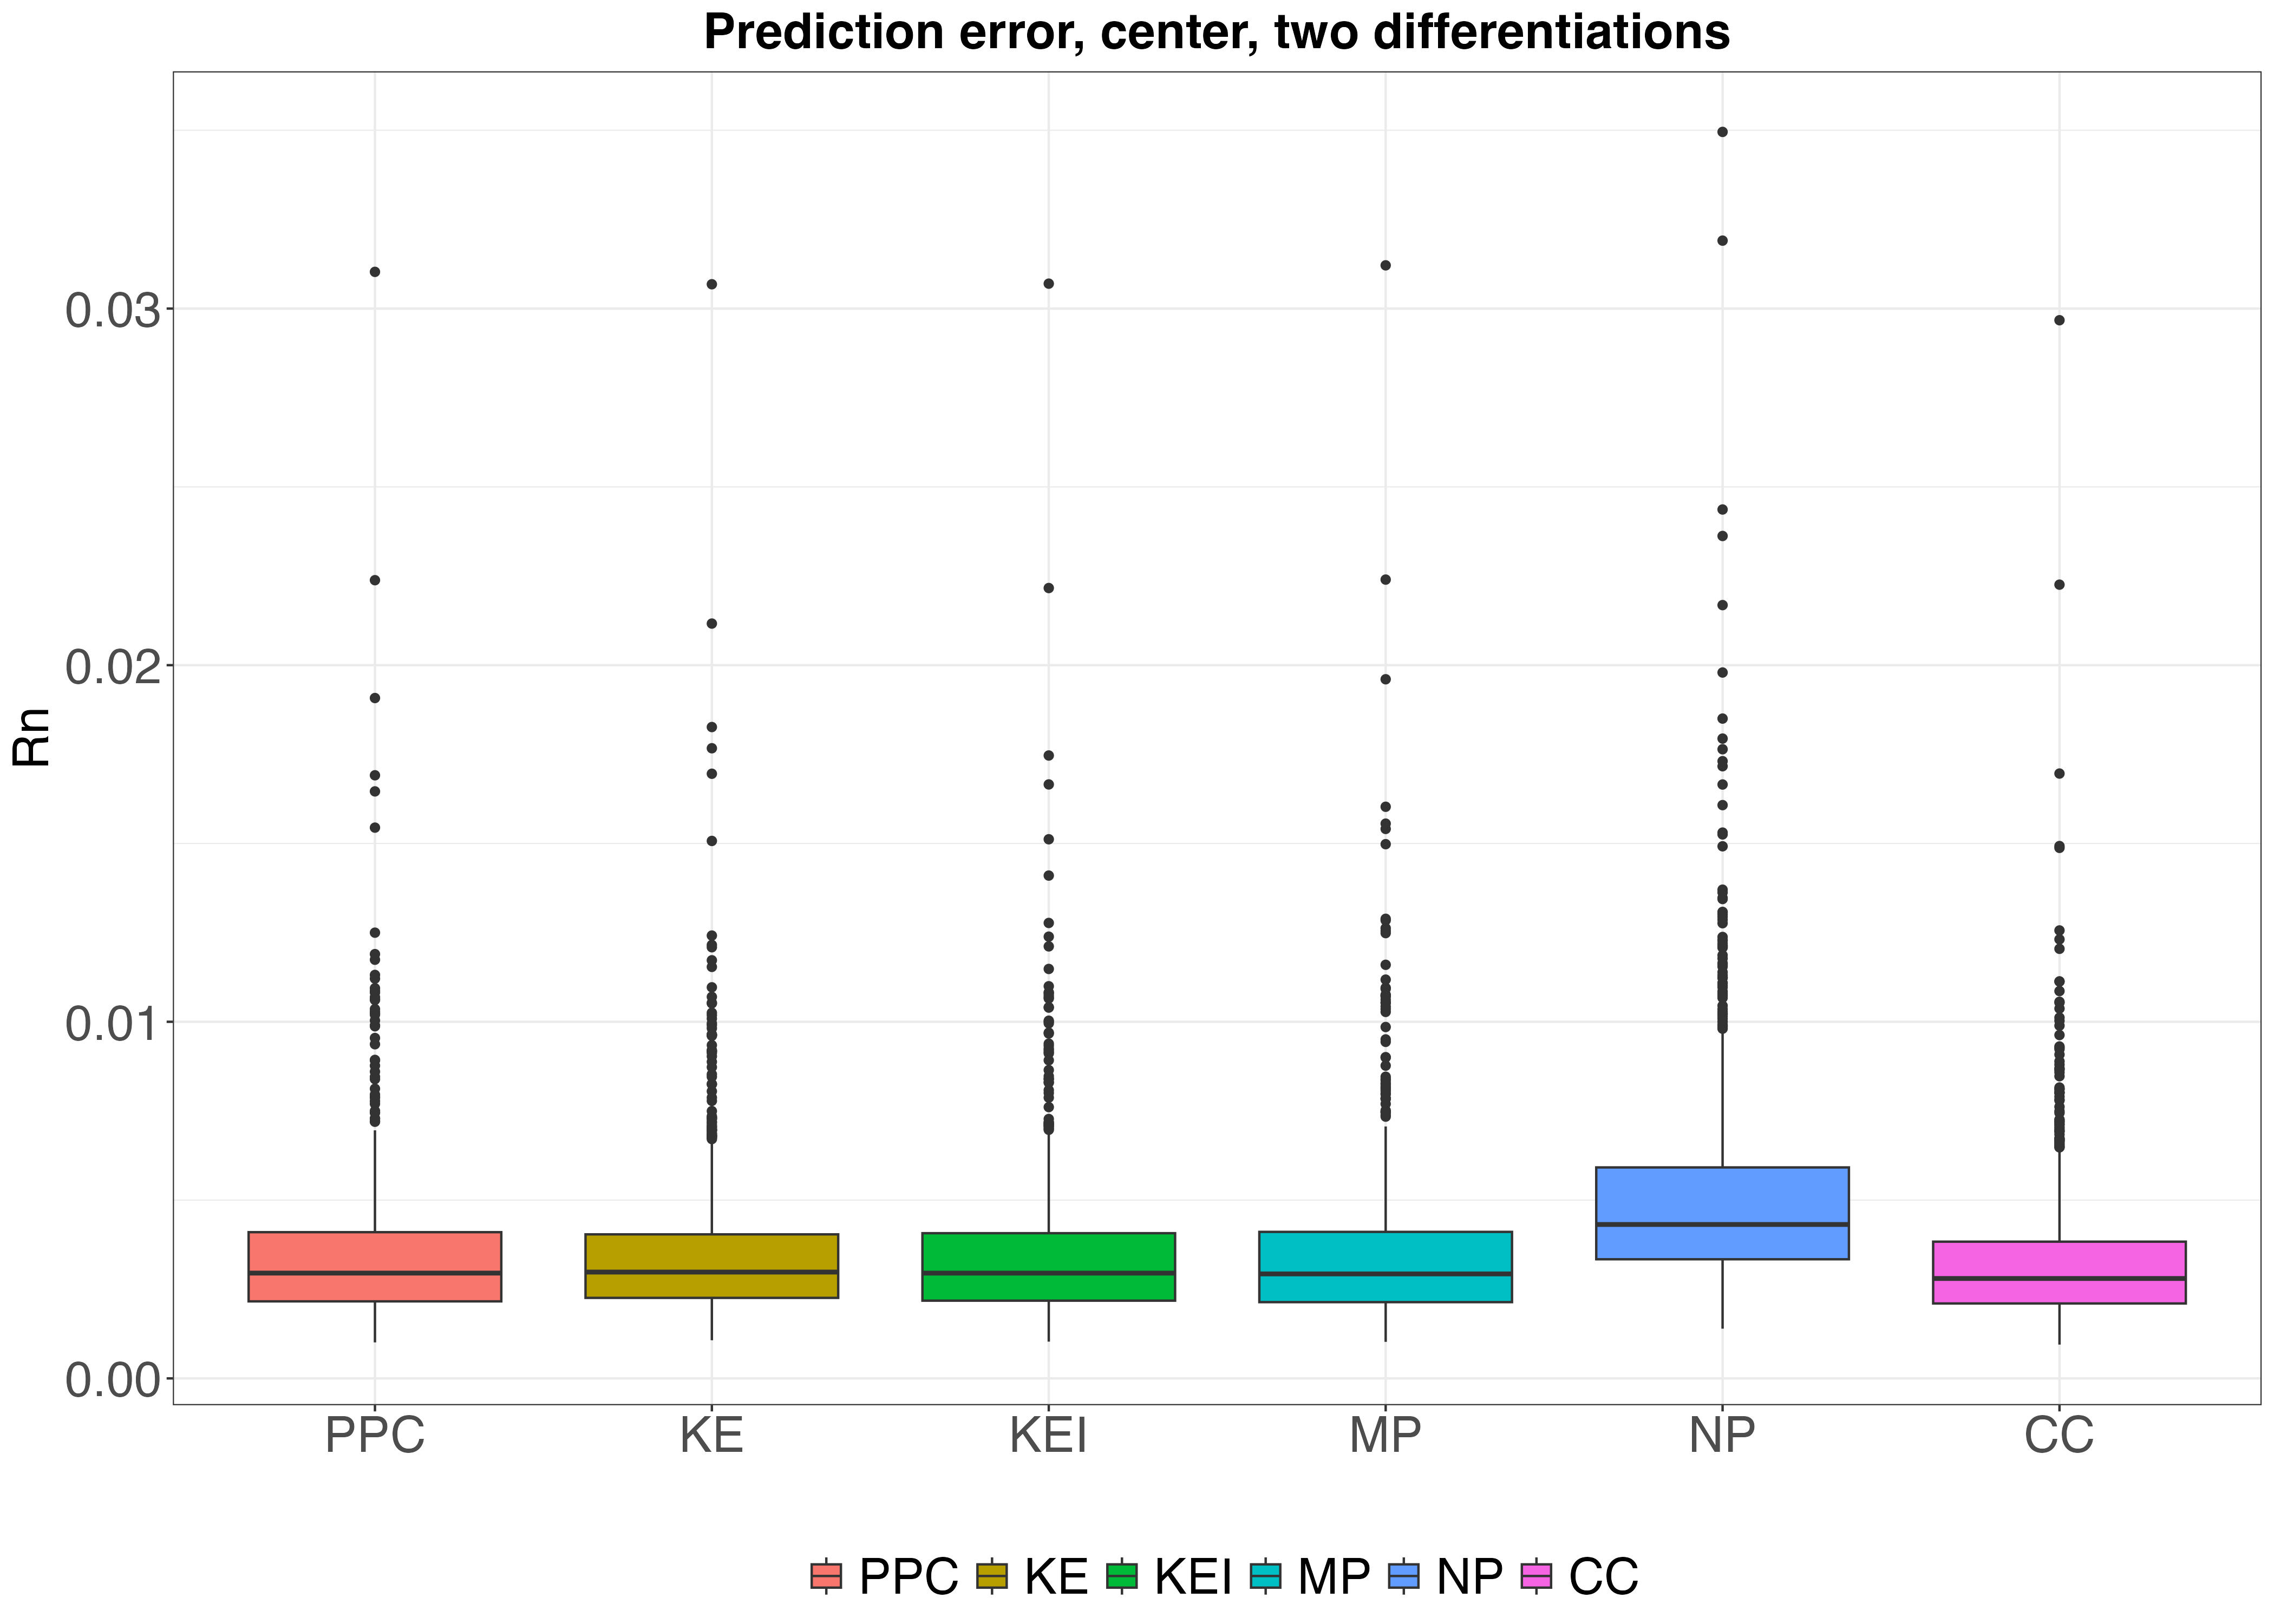 Prediction error, center, two differentiations
Rn
0.03
0.02
0.01
0.00
PPC KE KEI MP NP CC
PPC KE KEI MP NP CC